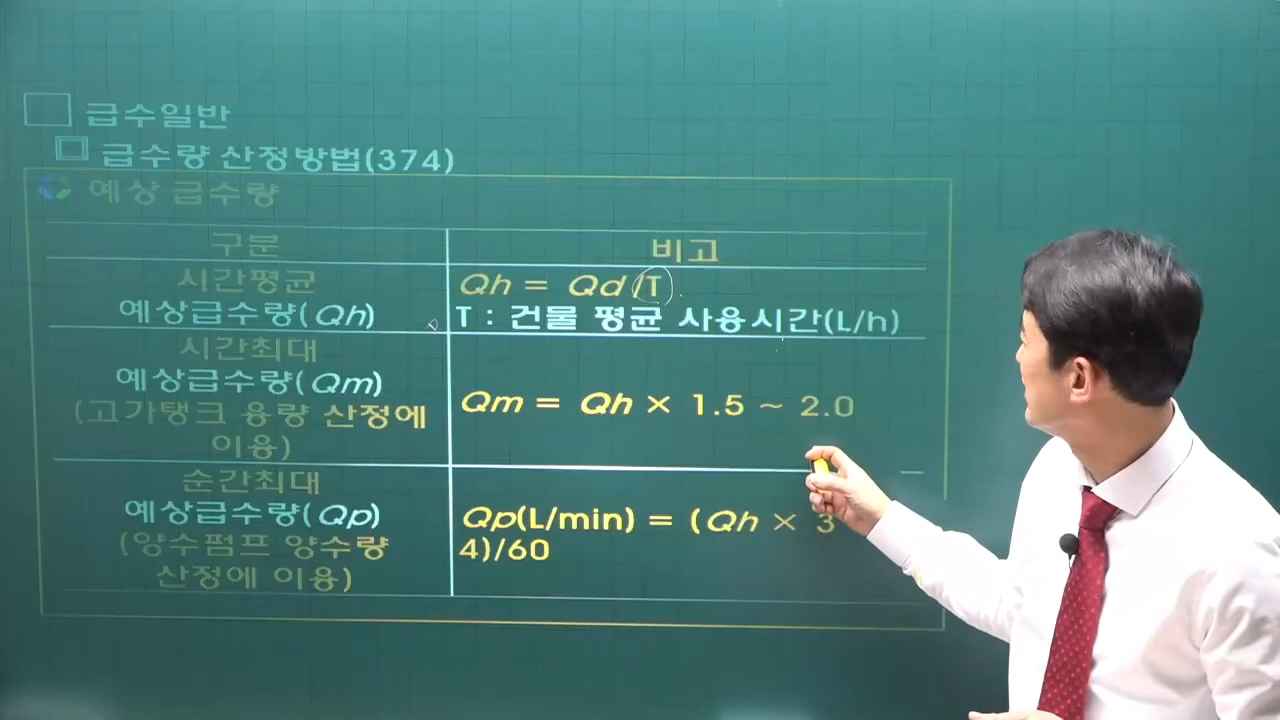 급수일반
급수량 산정방법(374)
예상 급수량
구분
비고
시간평균
예상급수량(Qh)
Qh = Qd/T
T : 건물 평균 사용시간(L/h)
시간최대
예상급수량(Qm)
(고가탱크 용량 산정에
이용)
Qm = Qh × 1.5 ~ 2.0
순간최대
예상급수량(Qp)
(양수펌프 양수량
산정에 이용)
Qp(L/min) = (Qh × 3
4)/60